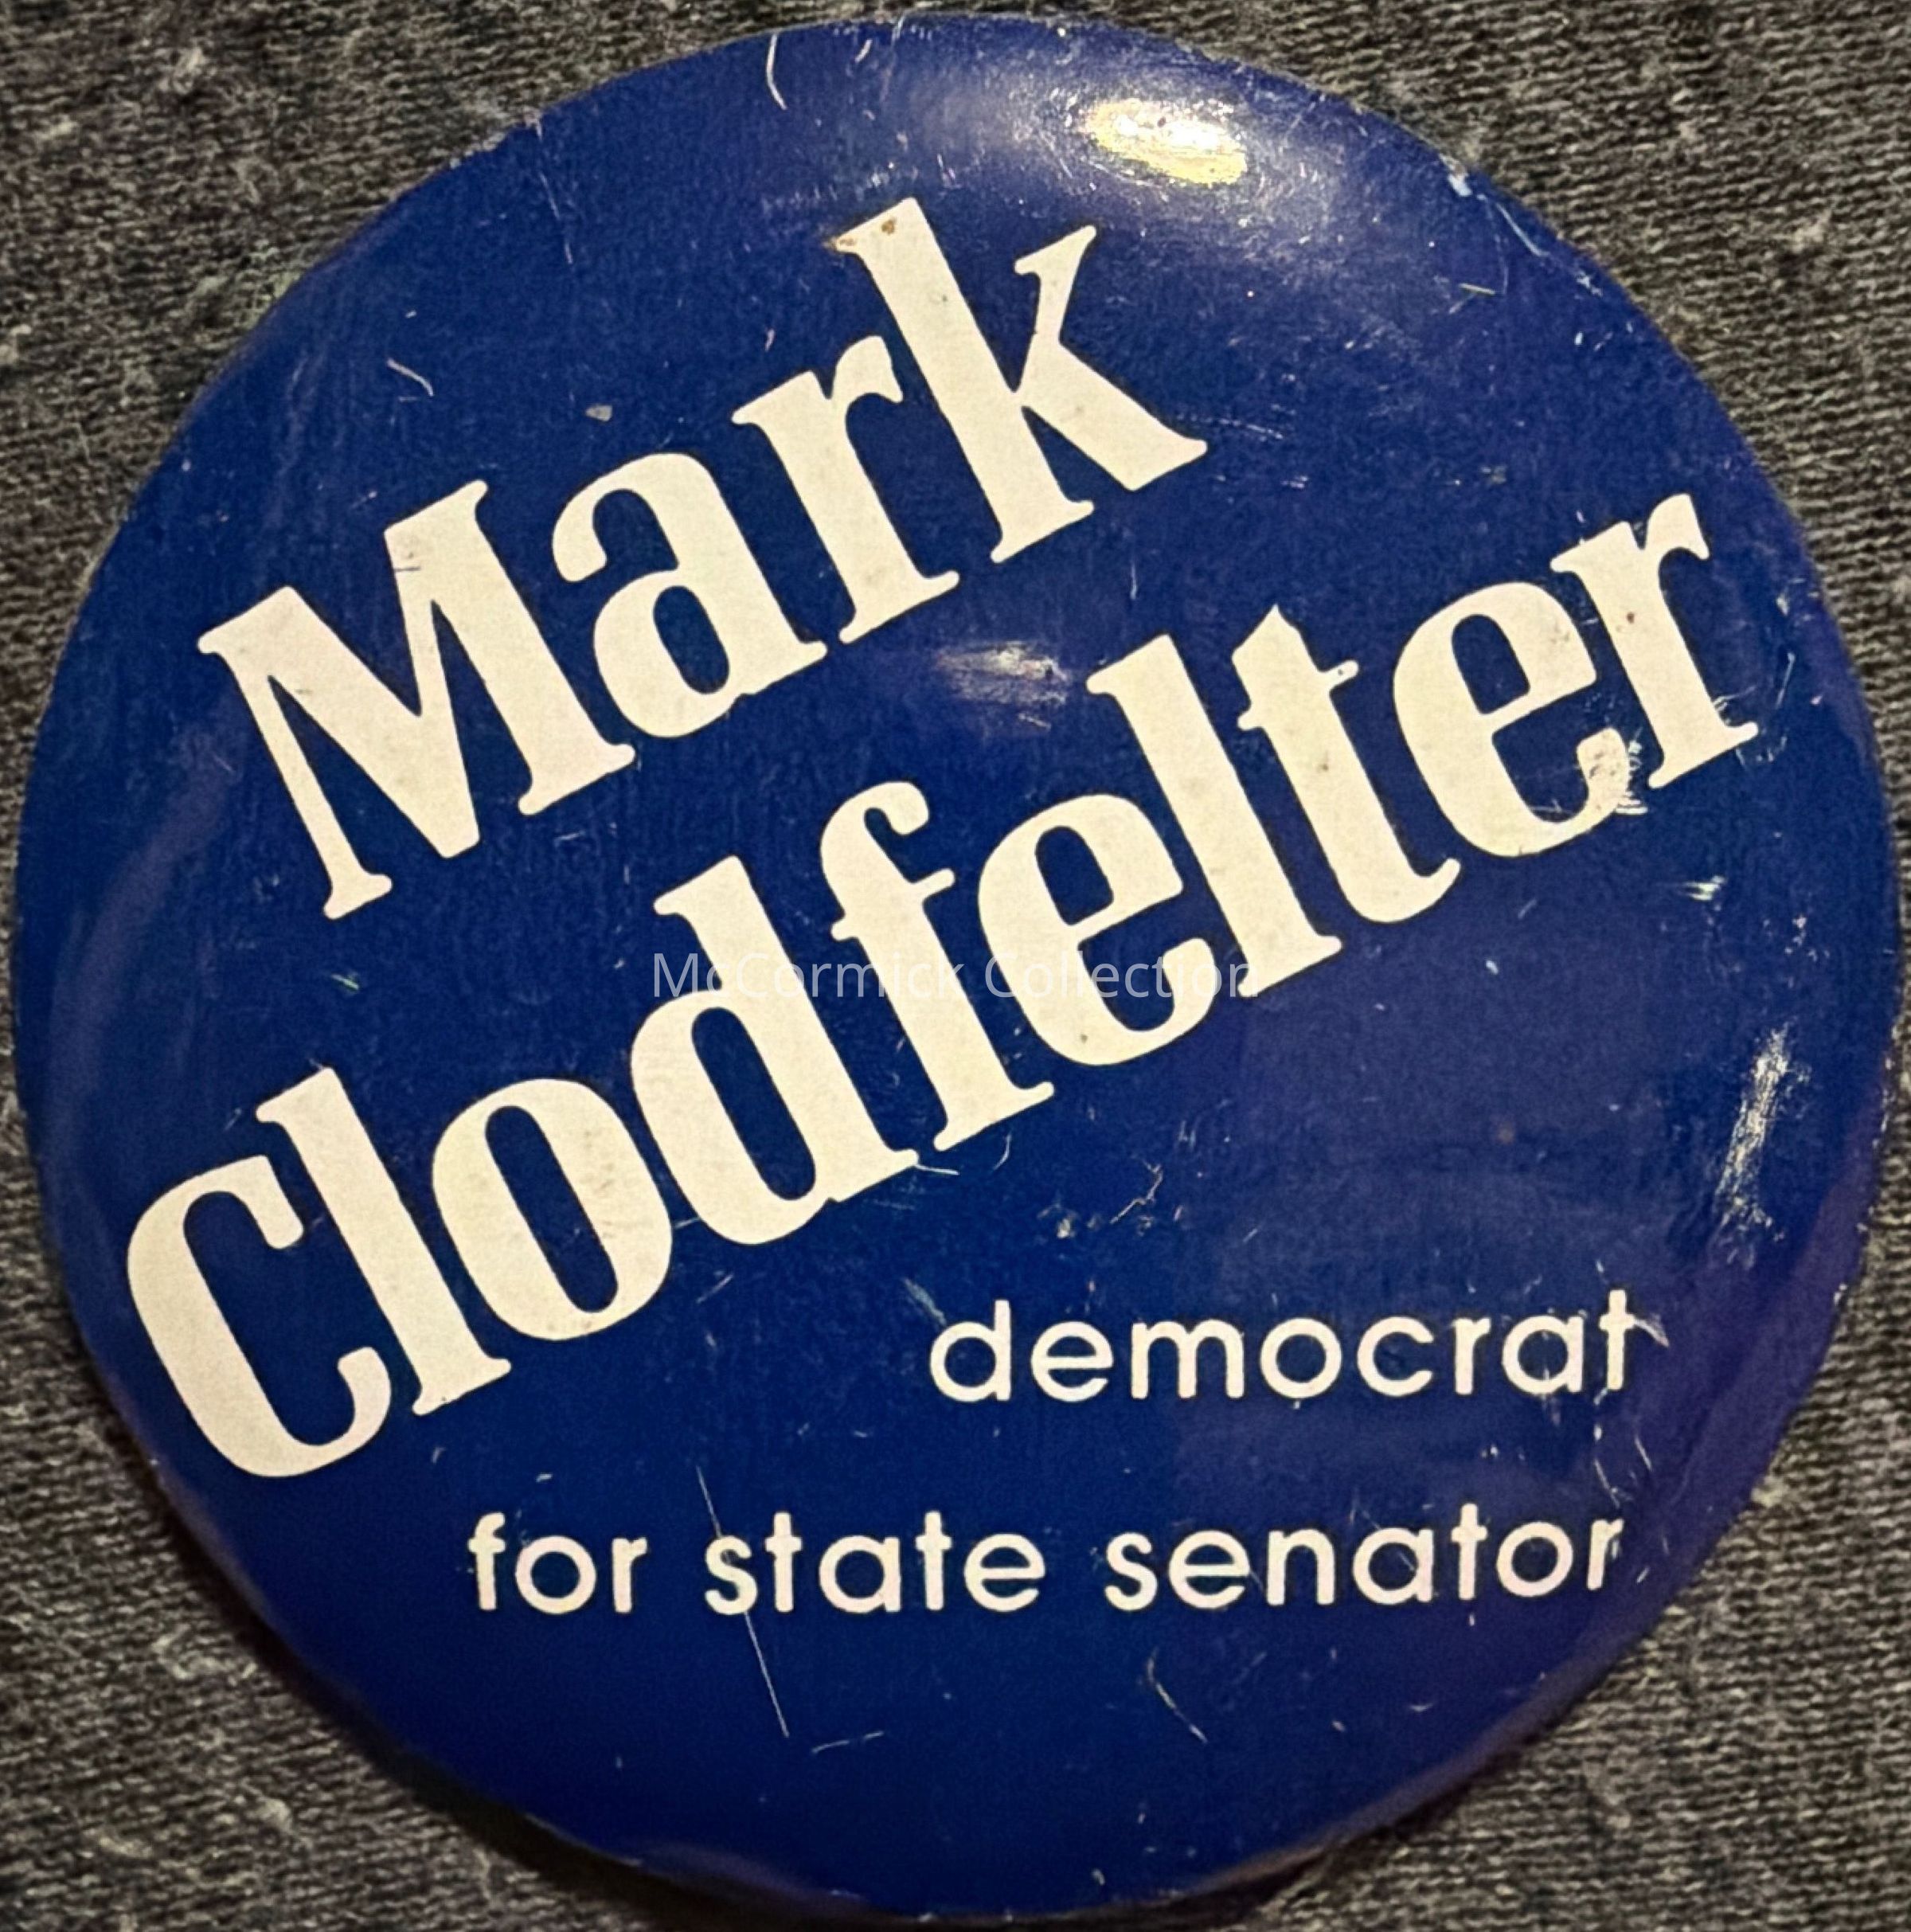 Mark
Clodfelter
McCormick Collection
democrat
for state senator